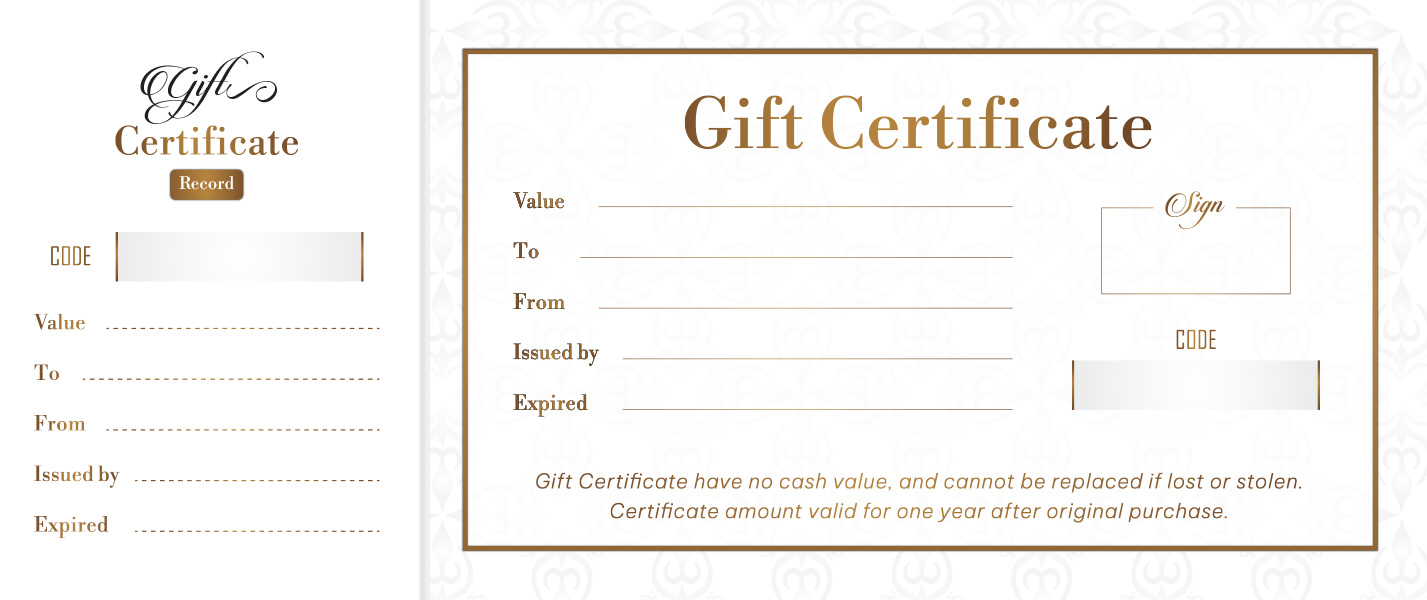 Gift
Certificate
Record
CODE
Value
To
From
Issued by
Expired
Gift Certificate
Value
To
From
Issued by
Expired
Sign
CODE
Gift Certificate have no cash value, and cannot be replaced if lost or stolen.
Certificate amount valid for one year after original purchase.